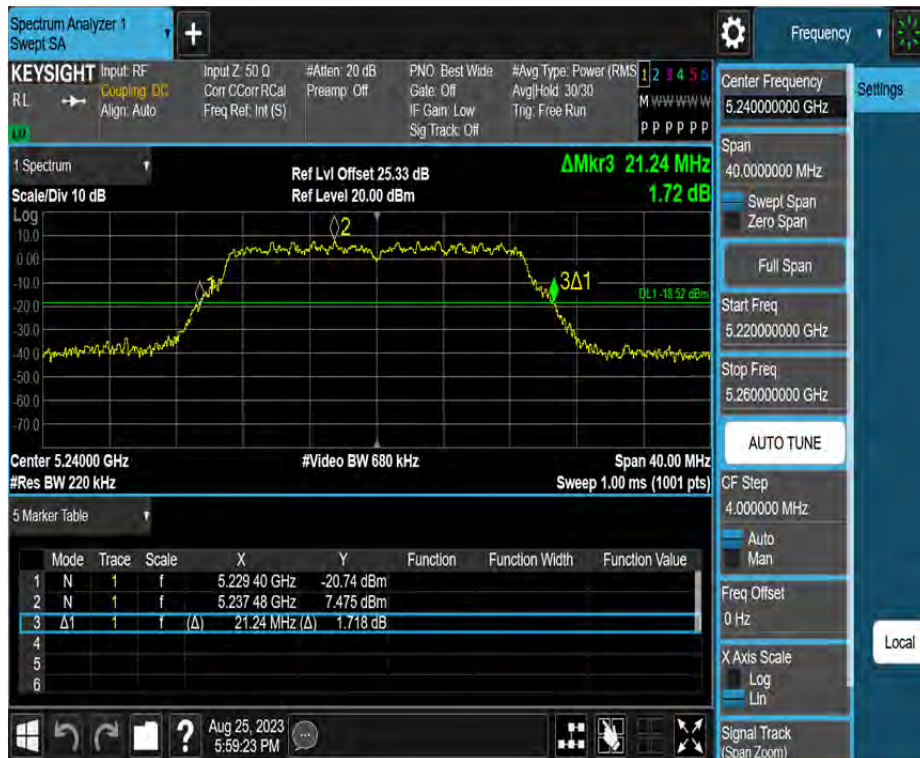 Spectrum Analyzer 1
Swept SA
+
Frequency
KEYSIGHT
RL
Input: RF
Coupling: DC
Align: Auto
Input Z: 50 Ω
Corr CCorr RCal
Freq Ref: Int (S)
#Atten: 20 dB
Preamp: Off
PNO: Best Wide
Gate: Off
IF Gain: Low
Sig Track: Off
#Avg Type: Power (RMS
Avg|Hold: 30/30
Trig: Free Run
1 2 3 4 5 6
M W W W W W
P P P P P P
1 Spectrum
Scale/Div 10 dB
Ref Lvl Offset 25.33 dB
Ref Level 20.00 dBm
ΔMkr3 21.24 MHz
1.72 dB
Log
10.0
0.00
-10.0
-20.0
-30.0
-40.0
-50.0
-60.0
-70.0
1
2
3Δ1
DL1 -18.52 dBm
Center 5.24000 GHz
#Res BW 220 kHz
#Video BW 680 kHz
Span 40.00 MHz
Sweep 1.00 ms (1001 pts)
5 Marker Table
Mode Trace Scale X Y Function Function Width Function Value
1 N 1 f 5.229 40 GHz -20.74 dBm
2 N 1 f 5.237 48 GHz 7.475 dBm
3 Δ1 1 f (Δ) 21.24 MHz (Δ) 1.718 dB
4
5
6
?
Aug 25, 2023
5:59:23 PM
Center Frequency
5.240000000 GHz
Span
40.0000000 MHz
Swept Span
Zero Span
Full Span
Start Freq
5.220000000 GHz
Stop Freq
5.260000000 GHz
AUTO TUNE
CF Step
4.000000 MHz
Auto
Man
Freq Offset
0 Hz
X Axis Scale
Log
Lin
Signal Track
(Span Zoom)
Settings
Local